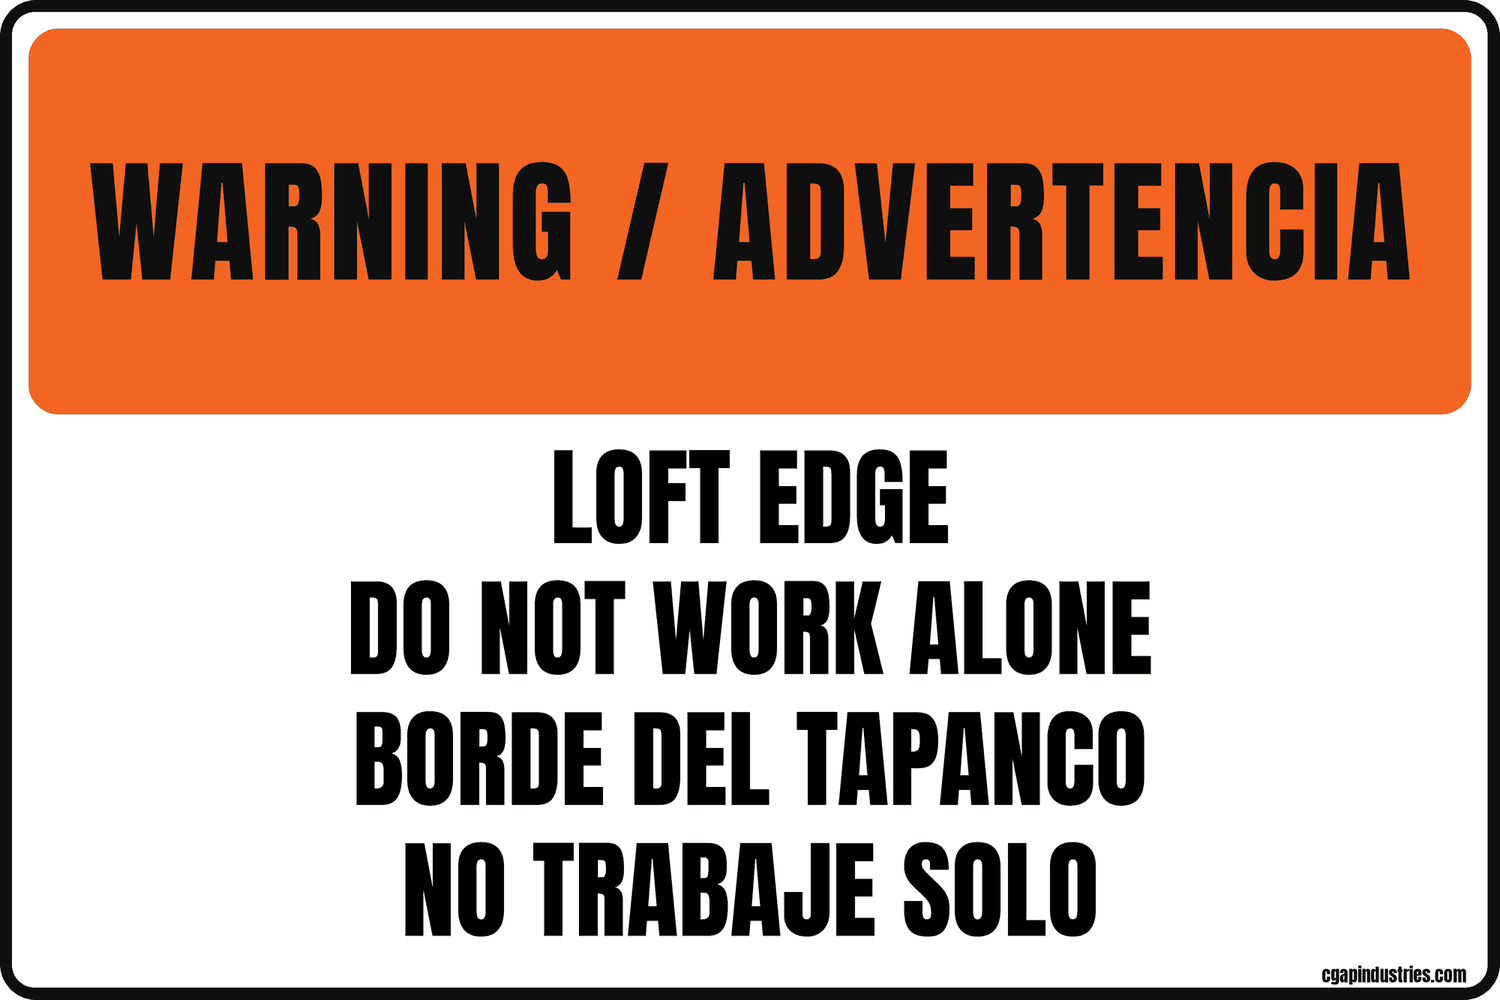 WARNING / ADVERTENCIA
LOFT EDGE
DO NOT WORK ALONE
BORDE DEL TAPANCO
NO TRABAJE SOLO
cgapindustries.com